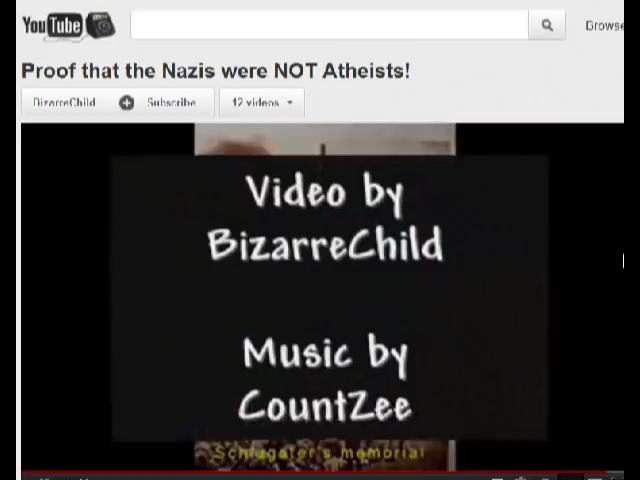 YouTube
Browse
Proof that the Nazis were NOT Atheists!
BizarreChild
Subscribe
12 videos
Video by
BizarreChild
Music by
CountZee
memorial